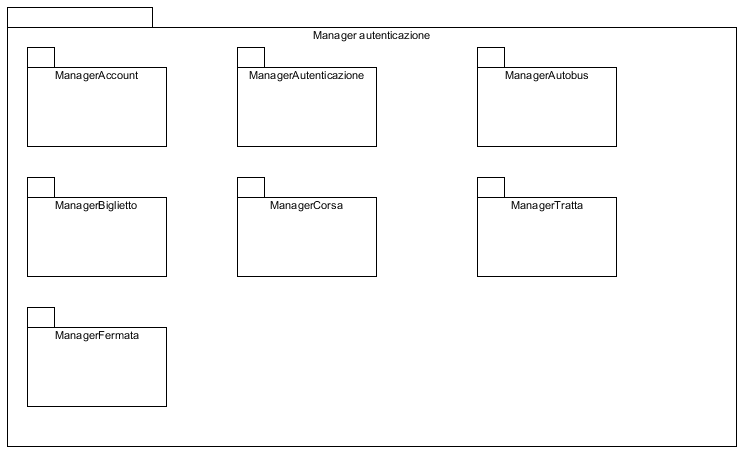 Manager autenticazione
ManagerAccount
ManagerAutenticazione
ManagerAutobus
ManagerBiglietto
ManagerCorsa
ManagerTratta
ManagerFermata